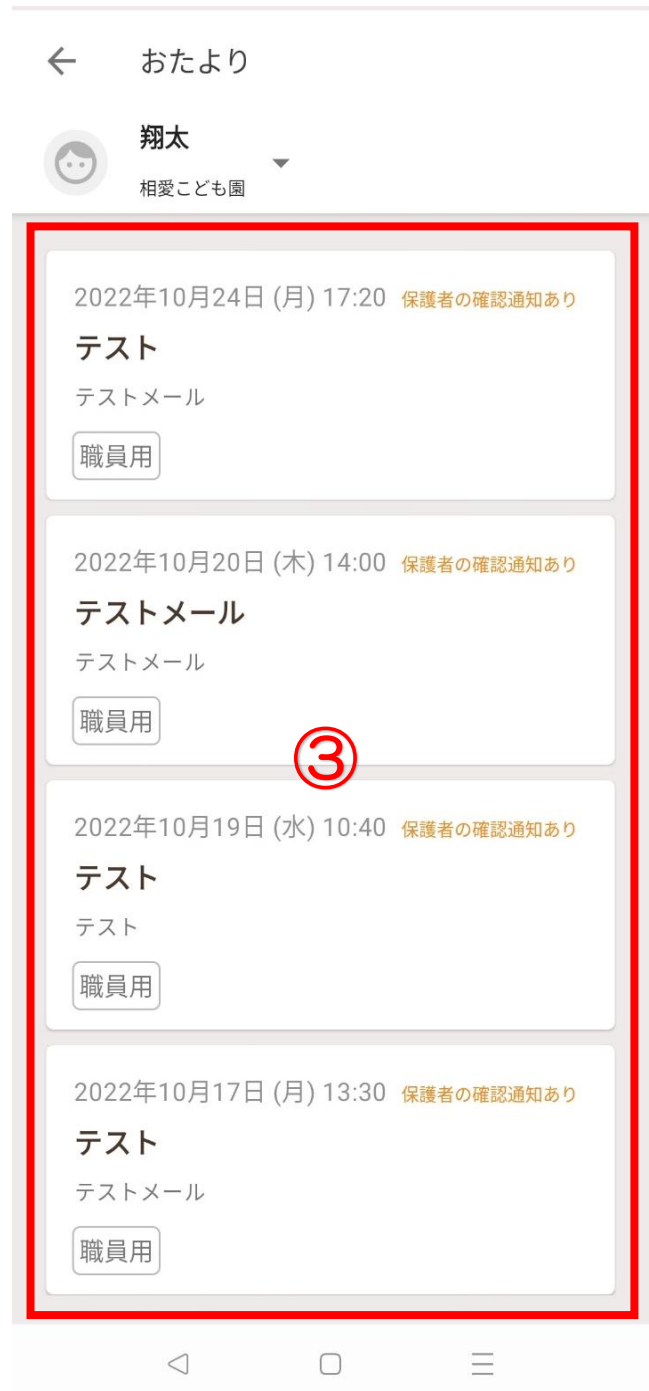 おたより
翔太
相愛こども園
2022年10月24日 (月) 17:20 保護者の確認通知あり
テスト
テストメール
職員用
2022年10月20日 (木) 14:00 保護者の確認通知あり
テストメール
テストメール
職員用
③
2022年10月19日 (水) 10:40 保護者の確認通知あり
テスト
テスト
職員用
2022年10月17日 (月) 13:30 保護者の確認通知あり
テスト
テストメール
職員用